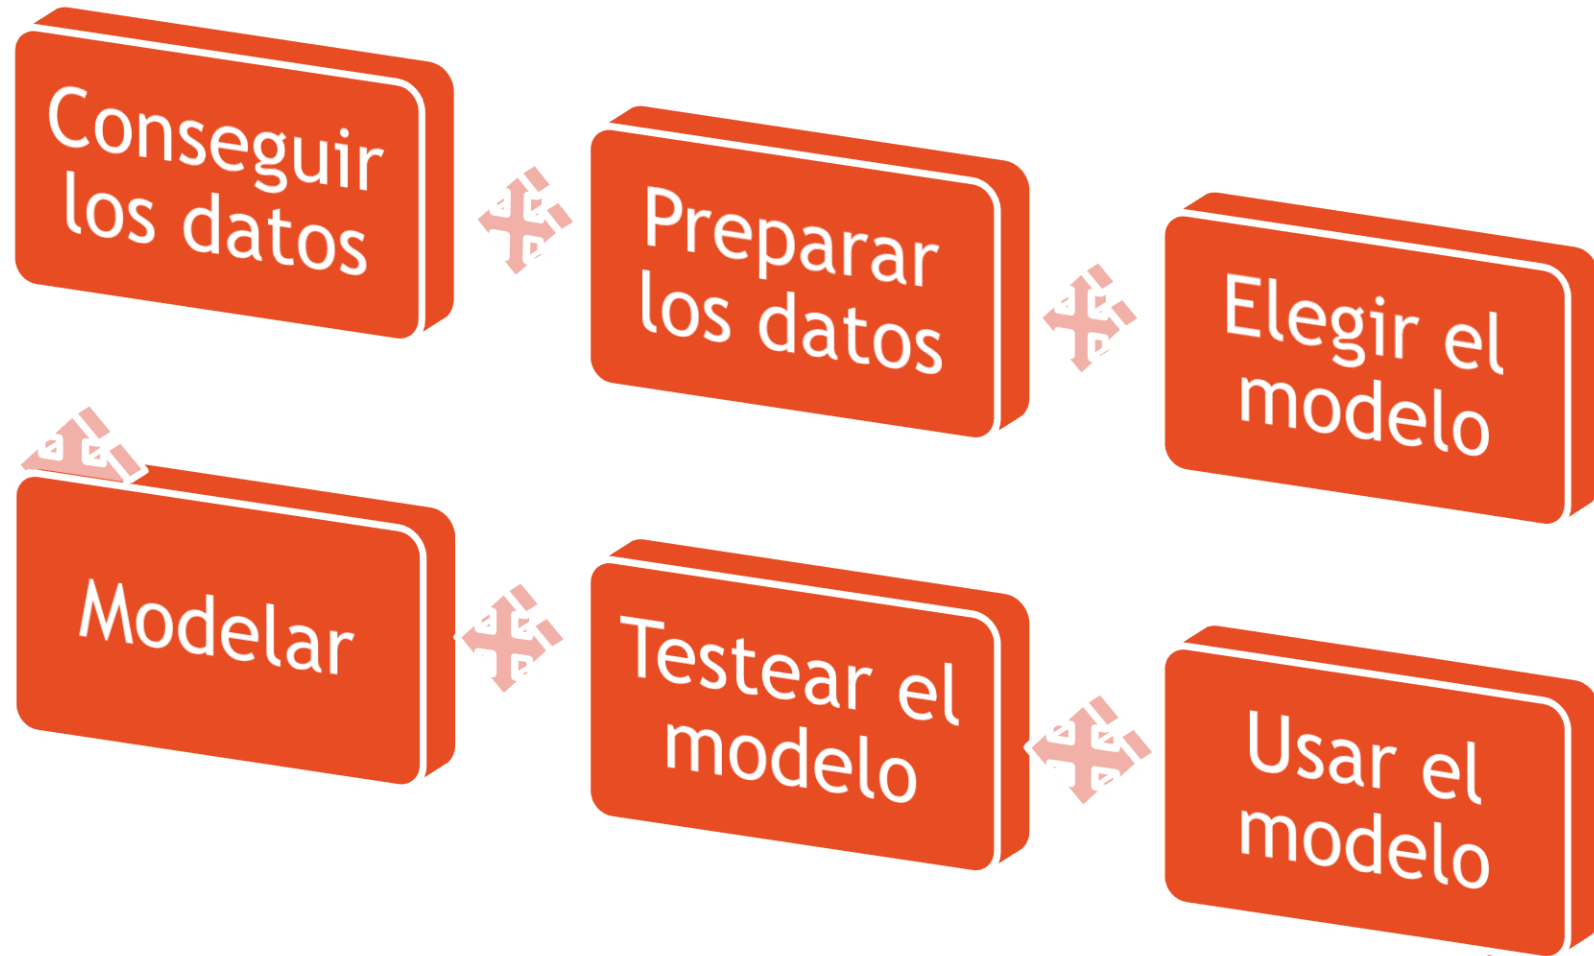 Conseguir
los datos
Preparar
los datos
Elegir el
modelo
Modelar
Testear el
modelo
Usar el
modelo